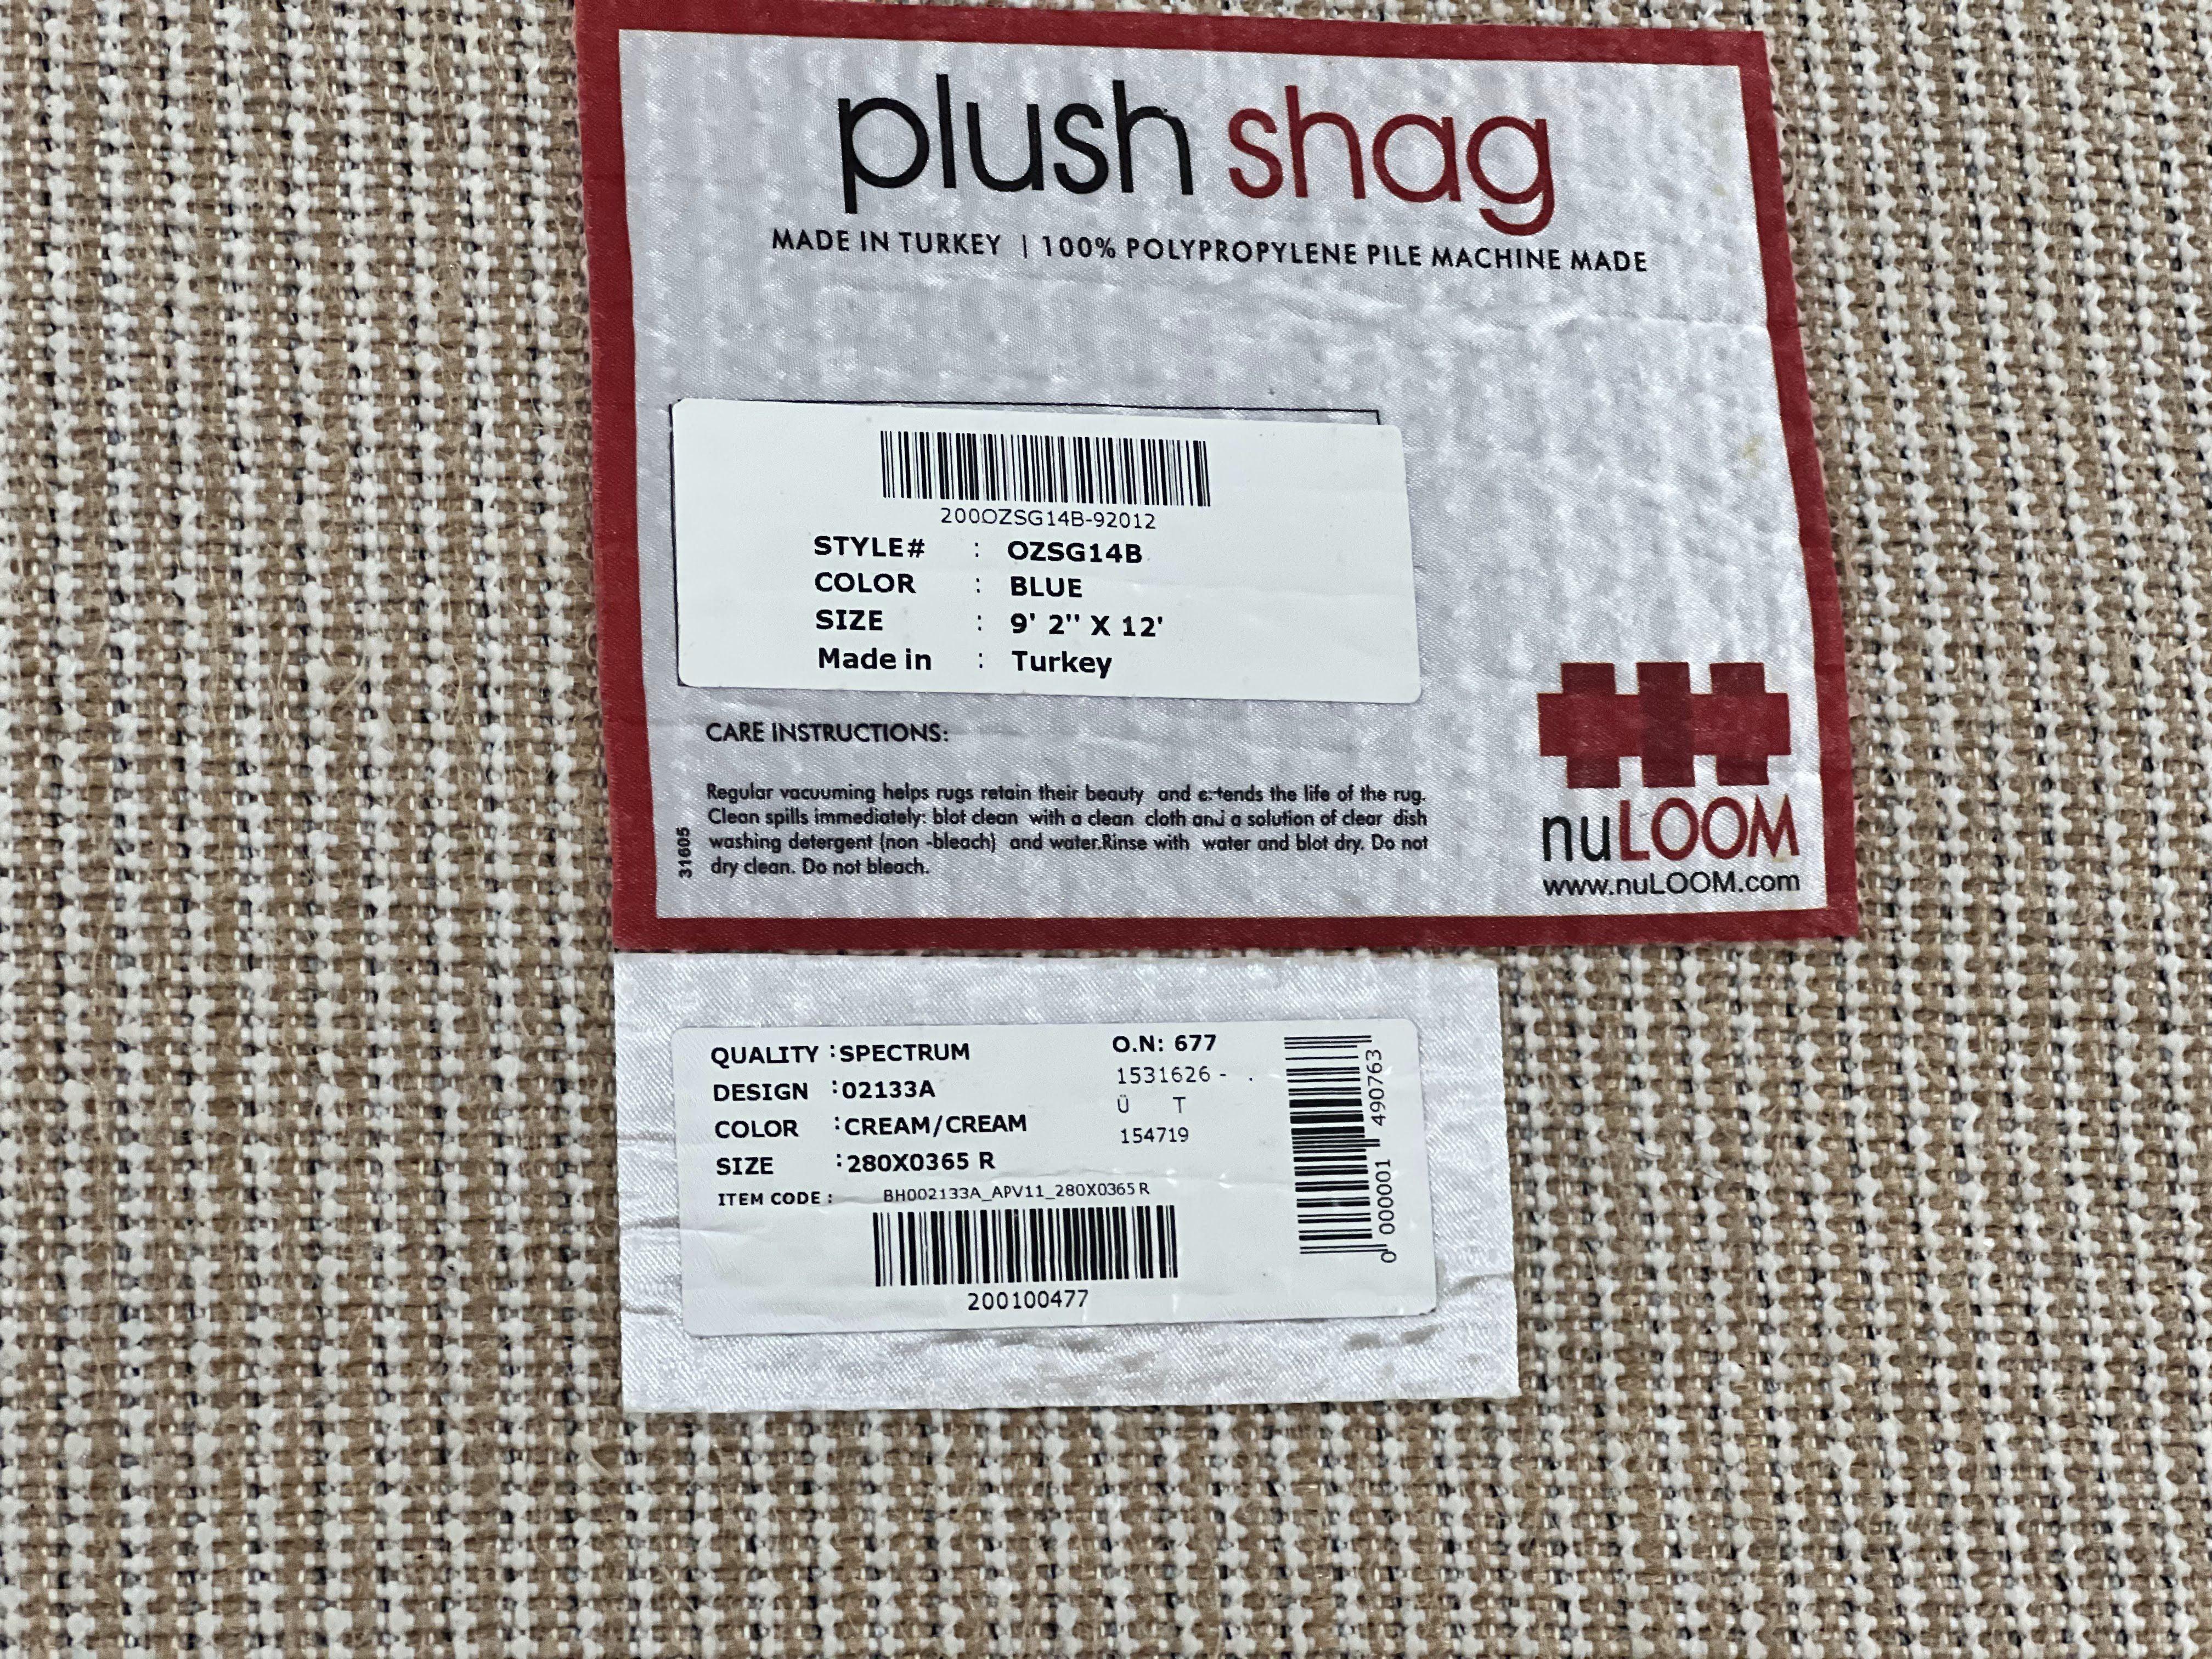 plush shag
MADE IN TURKEY | 100% POLYPROPYLENE PILE MACHINE MADE
200OZSG14B-92012
STYLE# : OZSG14B
COLOR : BLUE
SIZE : 9' 2" X 12'
Made in : Turkey
CARE INSTRUCTIONS:
Regular vacuuming helps rugs retain their beauty and extends the life of the rug.
Clean spills immediately: blot clean with a clean cloth and a solution of clear dish
washing detergent (non -bleach) and water.Rinse with water and blot dry. Do not
dry clean. Do not bleach.
31605
nuLOOM
www.nuLOOM.com
QUALITY :SPECTRUM
DESIGN :02133A
COLOR :CREAM/CREAM
SIZE :280X0365 R
ITEM CODE : BH002133A_APV11_280X0365 R
200100477
O.N: 677
1531626 - .
Ü T
154719
0 000001 490763